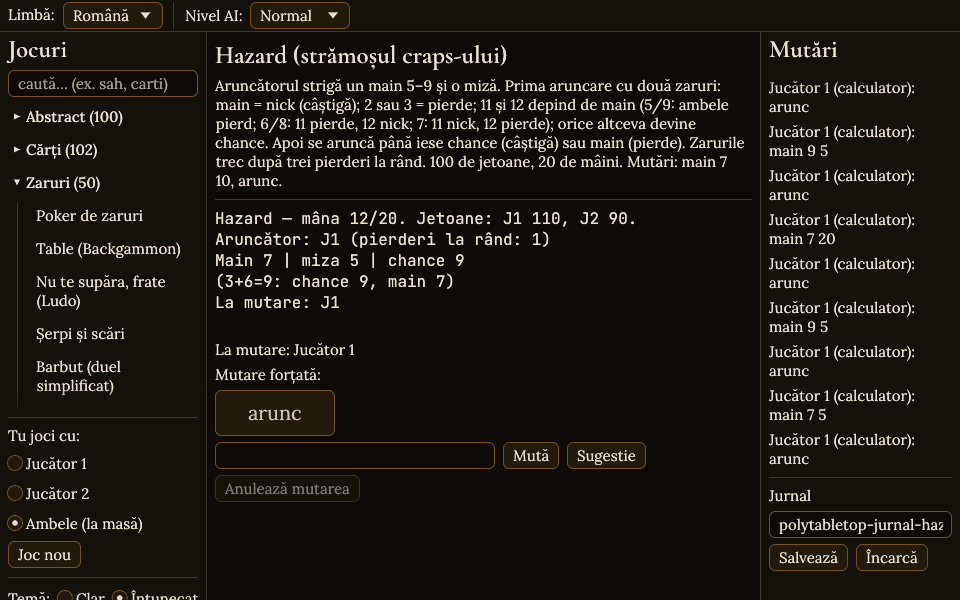 Limbă: Română ▼ Nivel AI: Normal ▼
Jocuri
caută... (ex. sah, carti)
▸ Abstract (100)
▸ Cărți (102)
▾ Zaruri (50)
Poker de zaruri
Table (Backgammon)
Nu te supăra, frate
(Ludo)
Șerpi și scări
Barbut (duel
simplificat)
Tu joci cu:
Jucător 1
Jucător 2
Ambele (la masă)
Joc nou
Temă: Clar Întunecat
Hazard (strămoșul craps-ului)
Aruncătorul strigă un main 5–9 și o miză. Prima aruncare cu două zaruri:
main = nick (câștigă); 2 sau 3 = pierde; 11 și 12 depind de main (5/9: ambele
pierd; 6/8: 11 pierde, 12 nick; 7: 11 nick, 12 pierde); orice altceva devine
chance. Apoi se aruncă până iese chance (câștigă) sau main (pierde). Zarurile
trec după trei pierderi la rând. 100 de jetoane, 20 de mâini. Mutări: main 7
10, arunc.
Hazard — mâna 12/20. Jetoane: J1 110, J2 90.
Aruncător: J1 (pierderi la rând: 1)
Main 7 | miza 5 | chance 9
(3+6=9: chance 9, main 7)
La mutare: J1
La mutare: Jucător 1
Mutare forțată:
arunc
Mută Sugestie
Anulează mutarea
Mutări
Jucător 1 (calculator):
arunc
Jucător 1 (calculator):
main 9 5
Jucător 1 (calculator):
arunc
Jucător 1 (calculator):
main 7 20
Jucător 1 (calculator):
arunc
Jucător 1 (calculator):
main 9 5
Jucător 1 (calculator):
arunc
Jucător 1 (calculator):
main 7 5
Jucător 1 (calculator):
arunc
Jurnal
polytabletop-jurnal-haz
Salvează Încarcă